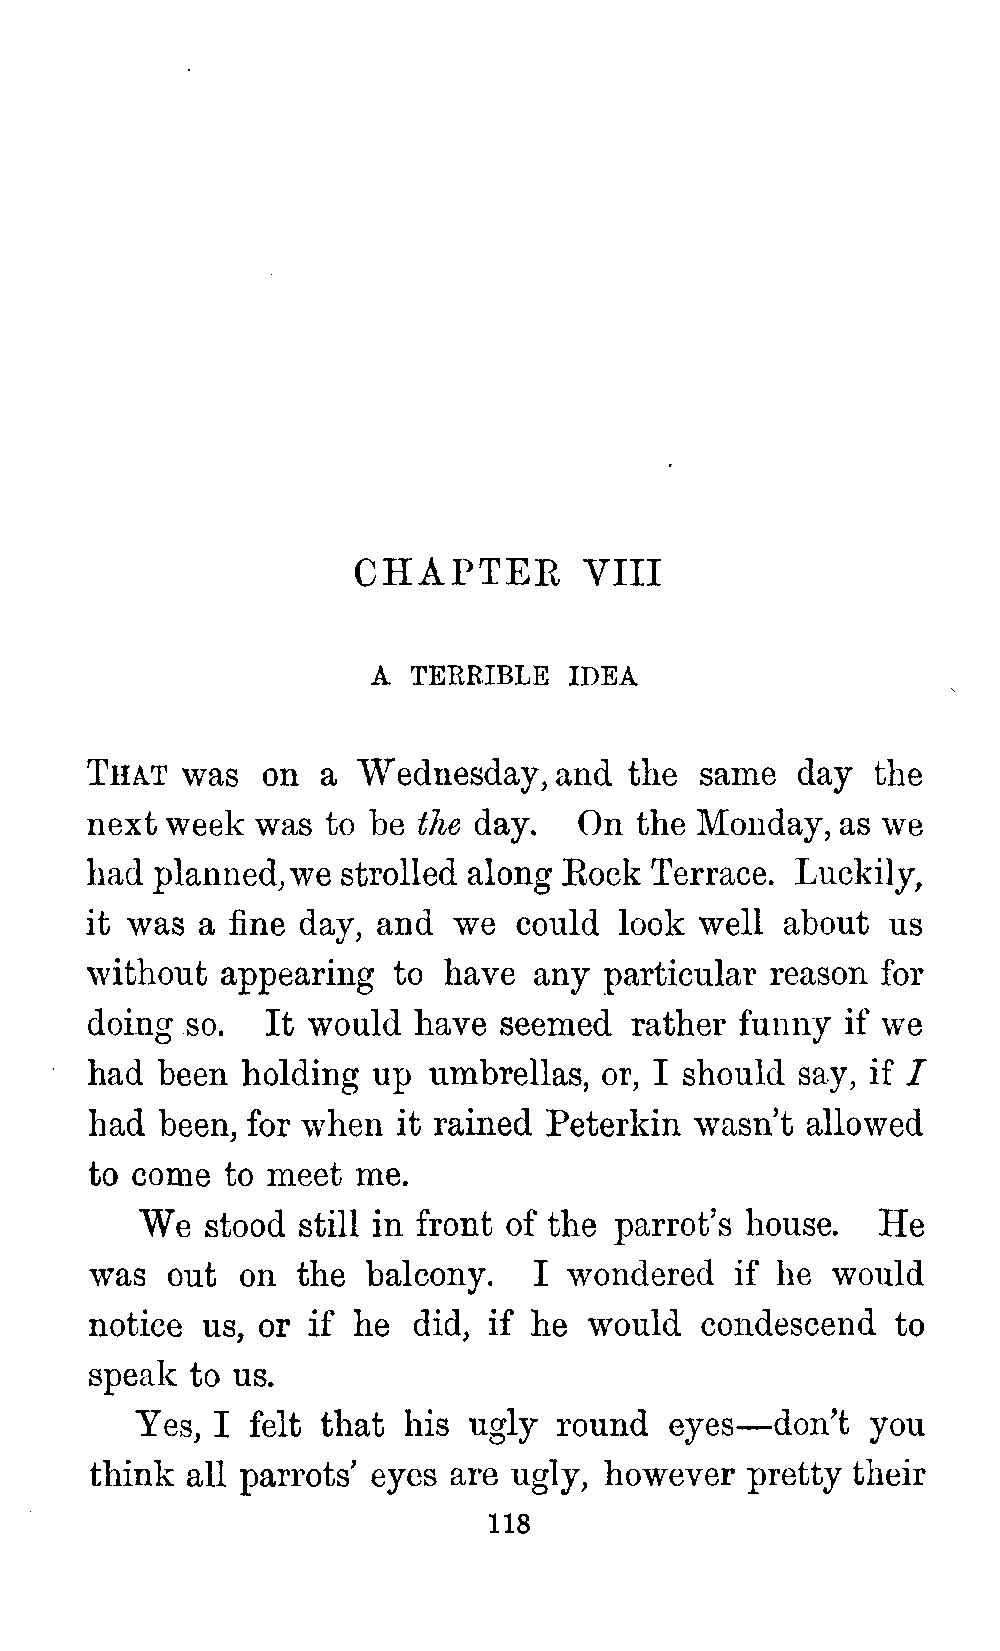 CHAPTER VIII
A TERRIBLE IDEA
THAT was on a Wednesday, and the same day the
next week was to be the day. On the Monday, as we
had planned, we strolled along Rock Terrace. Luckily,
it was a fine day, and we could look well about us
without appearing to have any particular reason for
doing so. It would have seemed rather funny if we
had been holding up umbrellas, or, I should say, if I
had been, for when it rained Peterkin wasn't allowed
to come to meet me.
We stood still in front of the parrot's house. He
was out on the balcony. I wondered if he would
notice us, or if he did, if he would condescend to
speak to us.
Yes, I felt that his ugly round eyes—don't you
think all parrots' eyes are ugly, however pretty their
118